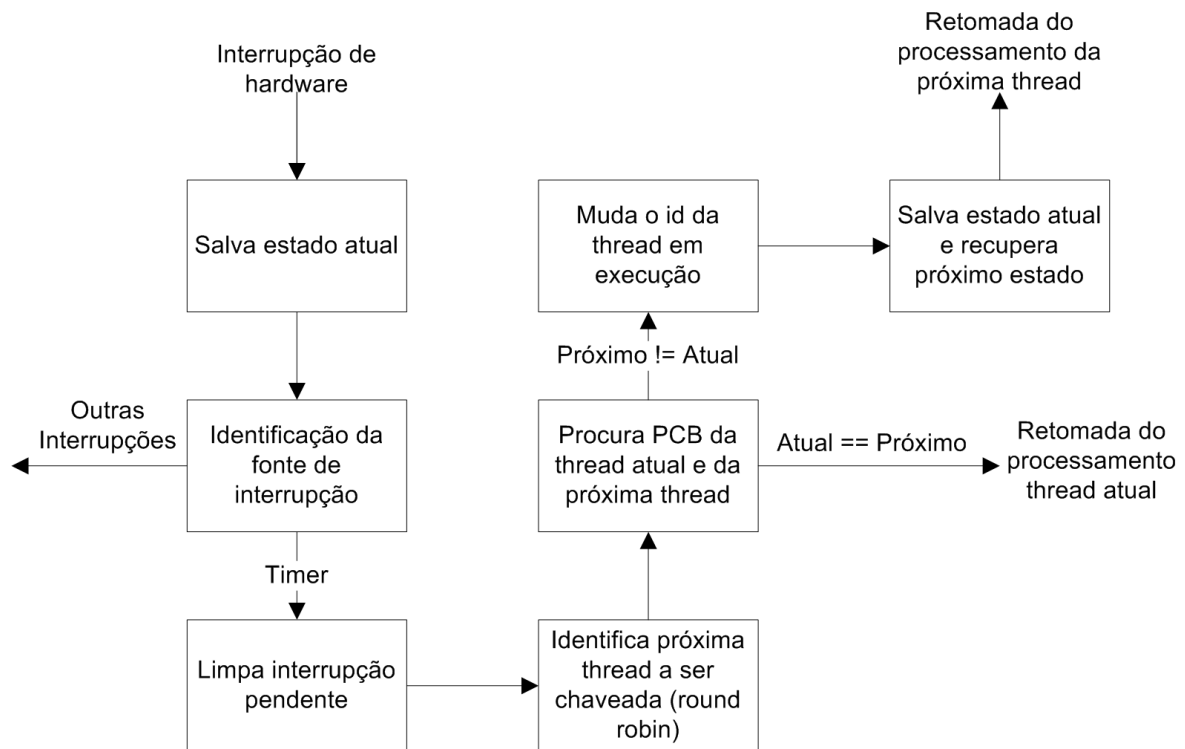 Interrupção de
hardware
Salva estado atual
Outras
Interrupções
Identificação da
fonte de
interrupção
Timer
Limpa interrupção
pendente
Identifica próxima
thread a ser
chaveada (round
robin)
Procura PCB da
thread atual e da
próxima thread
Atual == Próximo
Retomada do
processamento
thread atual
Próximo != Atual
Muda o id da
thread em
execução
Salva estado atual
e recupera
próximo estado
Retomada do
processamento da
próxima thread